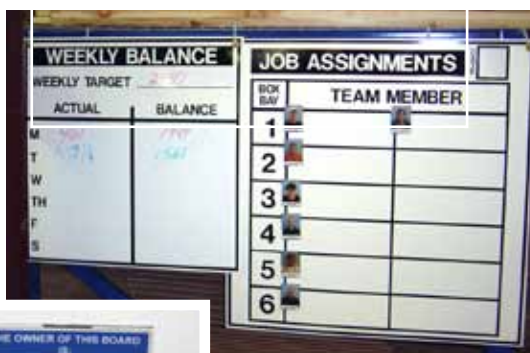 WEEKLY BALANCE
WEEKLY TARGET
ACTUAL BALANCE
M
T
W
TH
F
S
JOB ASSIGNMENTS
BOX BAY TEAM MEMBER
1
2
3
4
5
6
THE OWNER OF THIS BOARD